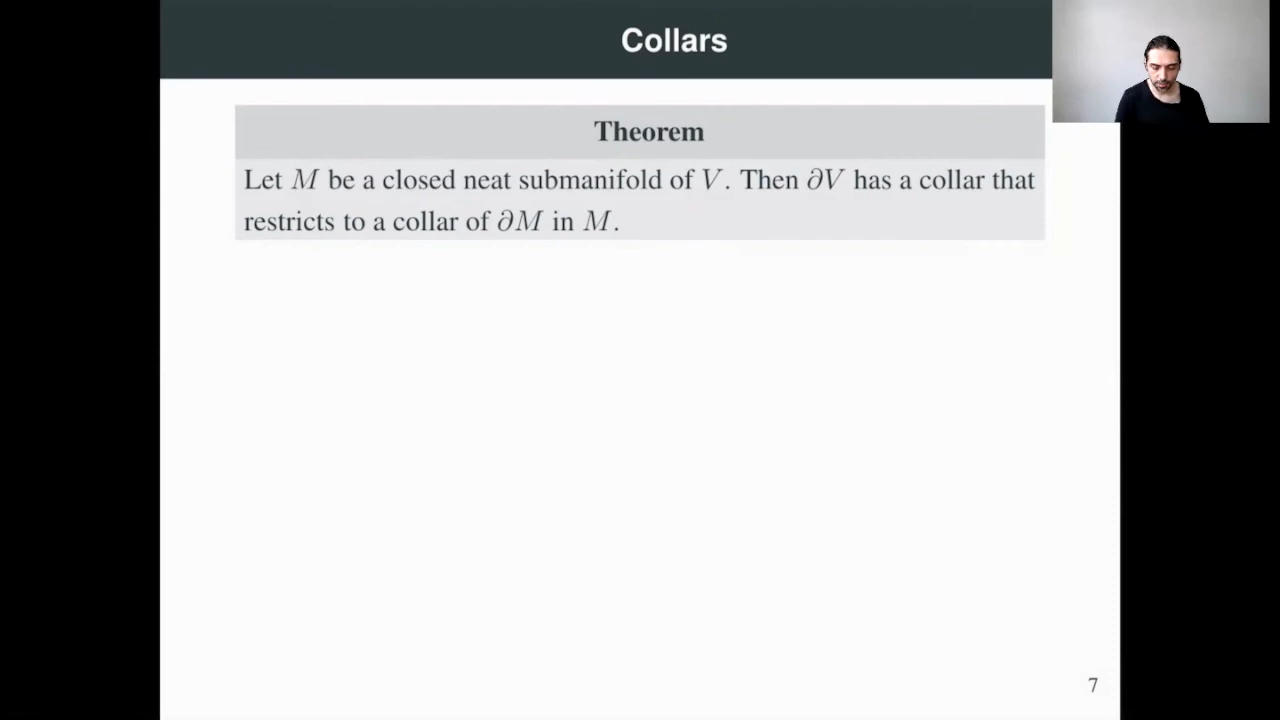 Collars
Theorem
Let M be a closed neat submanifold of V. Then ∂V has a collar that
restricts to a collar of ∂M in M.
7